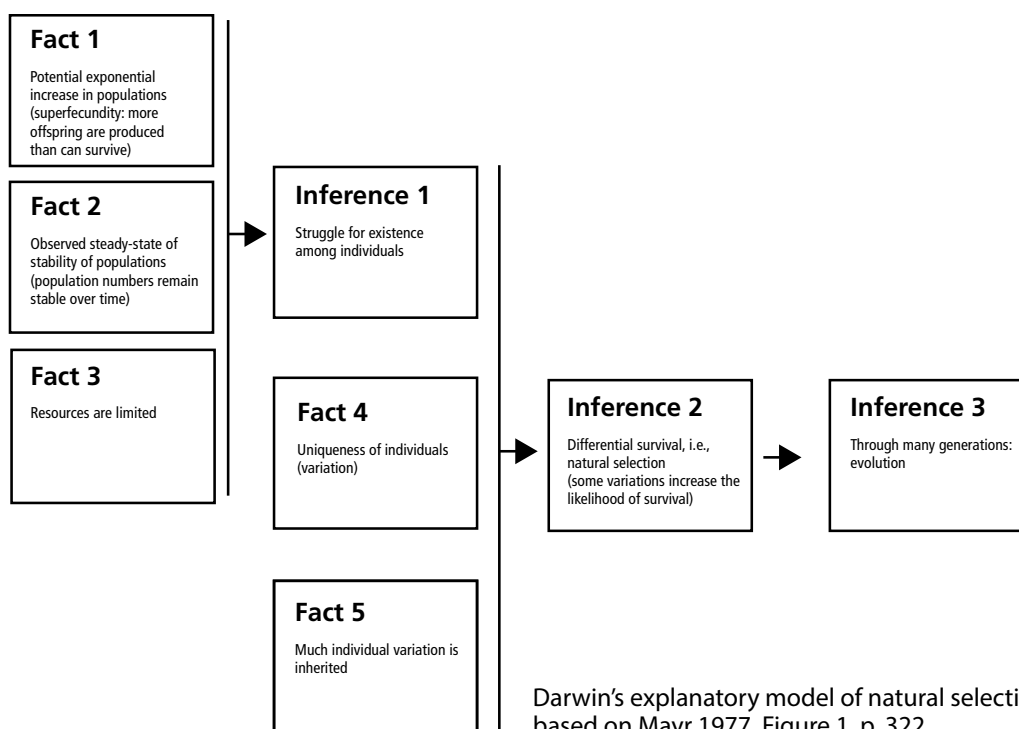 Fact 1
Potential exponential
increase in populations
(superfecundity: more
offspring are produced
than can survive)
Fact 2
Observed steady-state of
stability of populations
(population numbers remain
stable over time)
Fact 3
Resources are limited
Inference 1
Struggle for existence
among individuals
Fact 4
Uniqueness of individuals
(variation)
Fact 5
Much individual variation is
inherited
Inference 2
Differential survival, i.e.,
natural selection
(some variations increase the
likelihood of survival)
Inference 3
Through many generations:
evolution
Darwin's explanatory model of natural selecti
based on Mayr 1977, Figure 1, p. 322